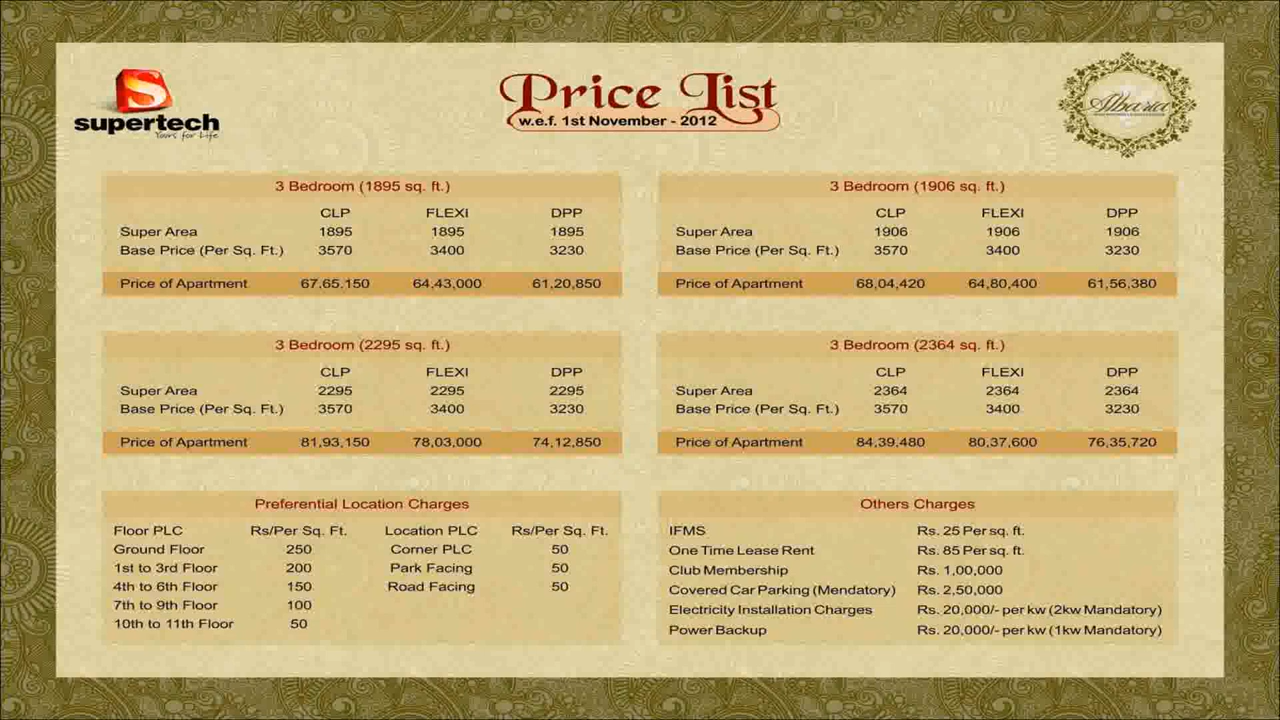 S
supertech
Yours for Life
Price List
w.e.f. 1st November - 2012
Albaria
3 Bedroom (1895 sq. ft.)
CLP FLEXI DPP
Super Area 1895 1895 1895
Base Price (Per Sq. Ft.) 3570 3400 3230
Price of Apartment 67,65,150 64,43,000 61,20,850
3 Bedroom (1906 sq. ft.)
CLP FLEXI DPP
Super Area 1906 1906 1906
Base Price (Per Sq. Ft.) 3570 3400 3230
Price of Apartment 68,04,420 64,80,400 61,56,380
3 Bedroom (2295 sq. ft.)
CLP FLEXI DPP
Super Area 2295 2295 2295
Base Price (Per Sq. Ft.) 3570 3400 3230
Price of Apartment 81,93,150 78,03,000 74,12,850
3 Bedroom (2364 sq. ft.)
CLP FLEXI DPP
Super Area 2364 2364 2364
Base Price (Per Sq. Ft.) 3570 3400 3230
Price of Apartment 84,39,480 80,37,600 76,35,720
Preferential Location Charges
Floor PLC Rs/Per Sq. Ft. Location PLC Rs/Per Sq. Ft.
Ground Floor 250 Corner PLC 50
1st to 3rd Floor 200 Park Facing 50
4th to 6th Floor 150 Road Facing 50
7th to 9th Floor 100
10th to 11th Floor 50
Others Charges
IFMS Rs. 25 Per sq. ft.
One Time Lease Rent Rs. 85 Per sq. ft.
Club Membership Rs. 1,00,000
Covered Car Parking (Mandatory) Rs. 2,50,000
Electricity Installation Charges Rs. 20,000/- per kw (2kw Mandatory)
Power Backup Rs. 20,000/- per kw (1kw Mandatory)